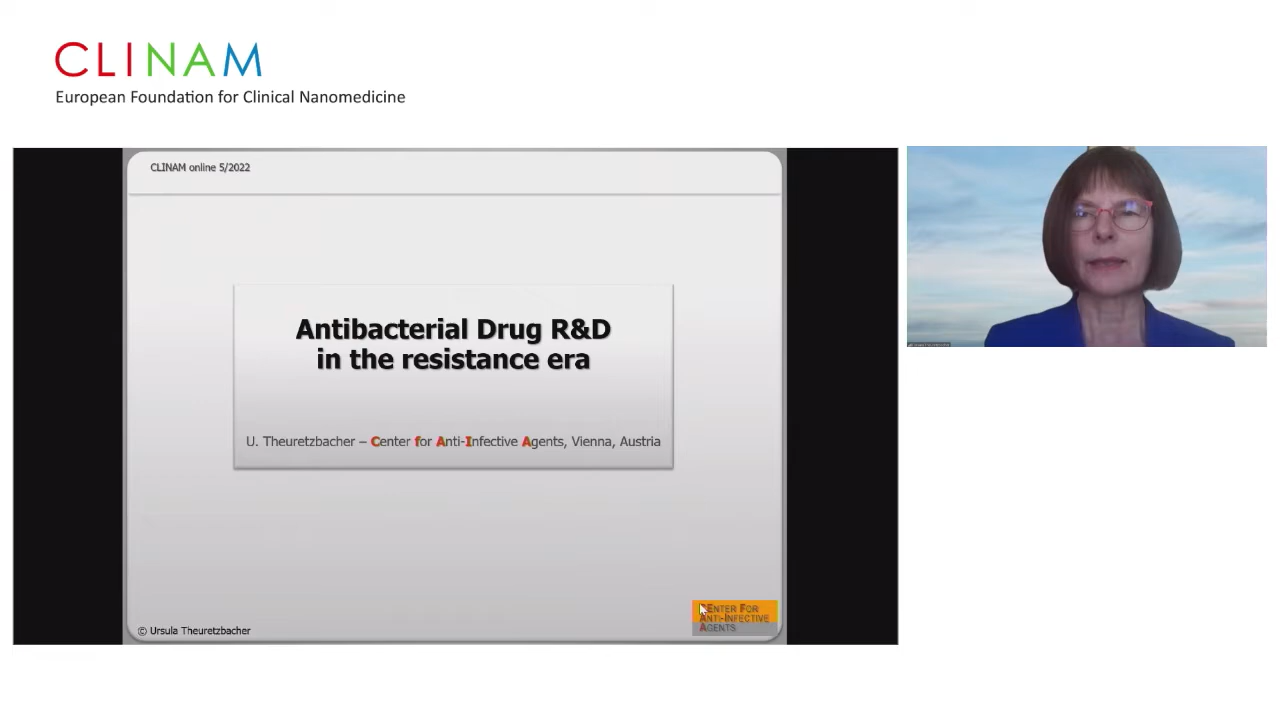 CLINAM
European Foundation for Clinical Nanomedicine
CLINAM online 5/2022
Antibacterial Drug R&D
in the resistance era
U. Theuretzbacher – Center for Anti-Infective Agents, Vienna, Austria
© Ursula Theuretzbacher
CENTER FOR
ANTI-INFECTIVE
AGENTS